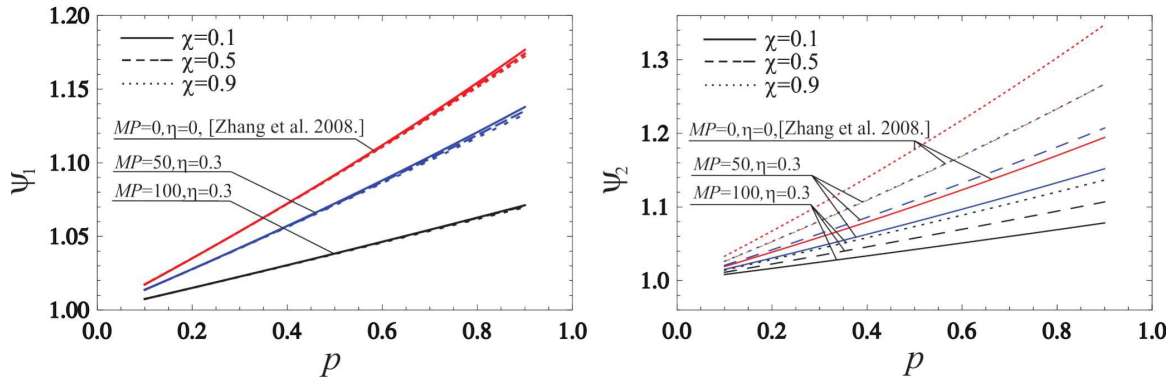 1.20
1.15
1.10
1.05
1.00
ψ1
χ=0.1
χ=0.5
χ=0.9
MP=0,η=0, [Zhang et al. 2008.]
MP=50,η=0.3
MP=100,η=0.3
0.0 0.2 0.4 0.6 0.8 1.0
p
1.3
1.2
1.1
1.0
ψ2
χ=0.1
χ=0.5
χ=0.9
MP=0,η=0,[Zhang et al. 2008.]
MP=50,η=0.3
MP=100,η=0.3
0.0 0.2 0.4 0.6 0.8 1.0
p